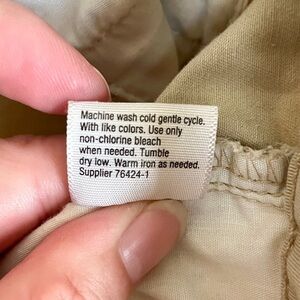 Machine wash cold gentle cycle.
With like colors. Use only
non-chlorine bleach
when needed. Tumble
dry low. Warm iron as needed.
Supplier 76424-1